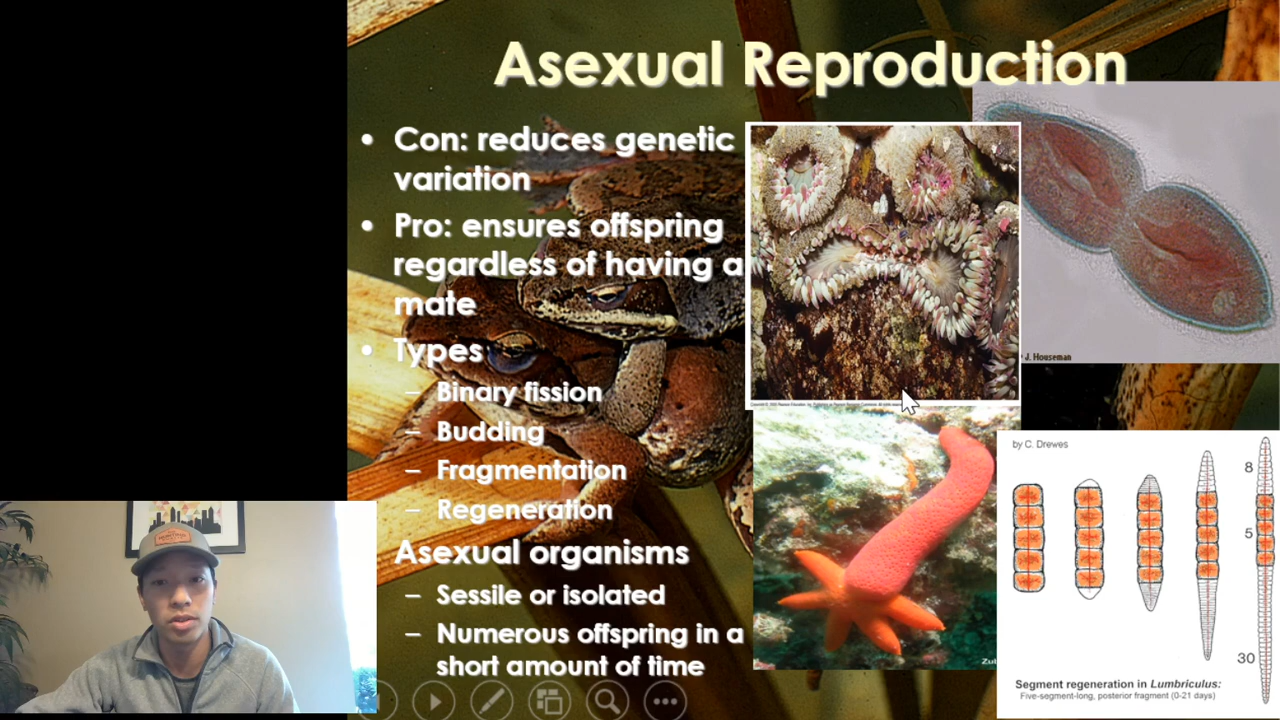 Asexual Reproduction
• Con: reduces genetic
variation
• Pro: ensures offspring
regardless of having a
mate
• Types
– Binary fission
– Budding
– Fragmentation
– Regeneration
Asexual organisms
– Sessile or isolated
– Numerous offspring in a
short amount of time
J. Houseman
by C. Drewes
8
5
30
Segment regeneration in Lumbriculus:
Five-segment-long, posterior fragment (0-21 days)